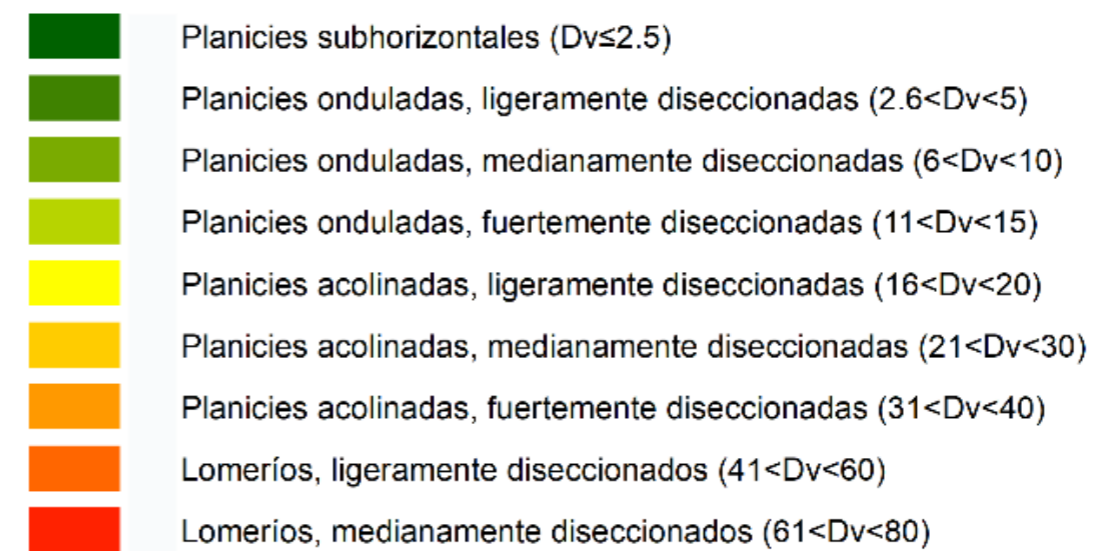 Planicies subhorizontales (Dv≤2.5)
Planicies onduladas, ligeramente diseccionadas (2.6<Dv<5)
Planicies onduladas, medianamente diseccionadas (6<Dv<10)
Planicies onduladas, fuertemente diseccionadas (11<Dv<15)
Planicies acolinadas, ligeramente diseccionadas (16<Dv<20)
Planicies acolinadas, medianamente diseccionadas (21<Dv<30)
Planicies acolinadas, fuertemente diseccionadas (31<Dv<40)
Lomeríos, ligeramente diseccionados (41<Dv<60)
Lomeríos, medianamente diseccionados (61<Dv<80)